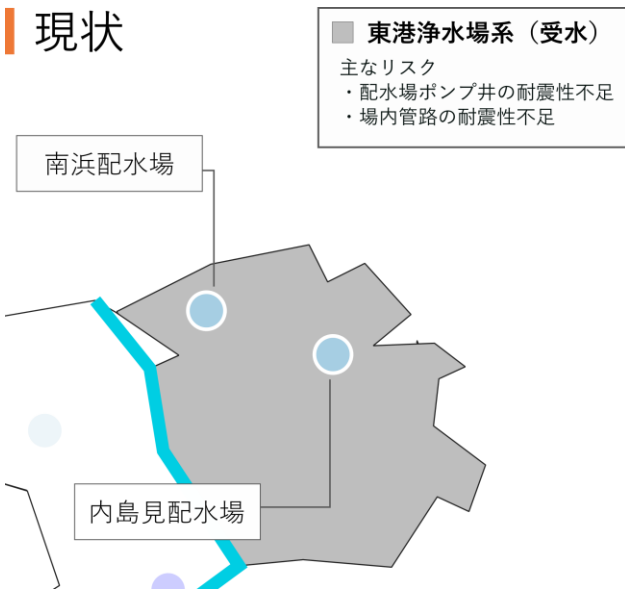 現状
東港浄水場系（受水）
主なリスク
・配水場ポンプ井の耐震性不足
・場内管路の耐震性不足
南浜配水場
内島見配水場